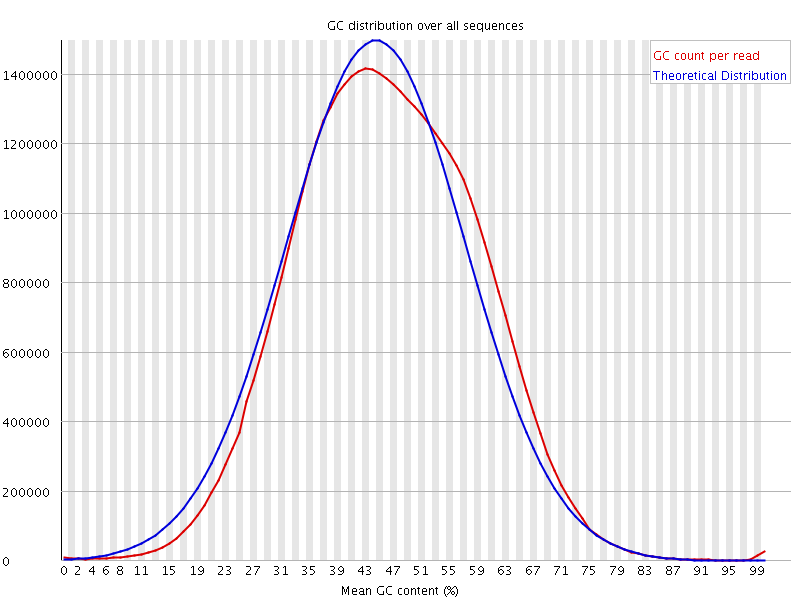 GC distribution over all sequences
GC count per read
Theoretical Distribution
1400000
1200000
1000000
800000
600000
400000
200000
0
0 2 4 6 8 11 15 19 23 27 31 35 39 43 47 51 55 59 63 67 71 75 79 83 87 91 95 99
Mean GC content (%)